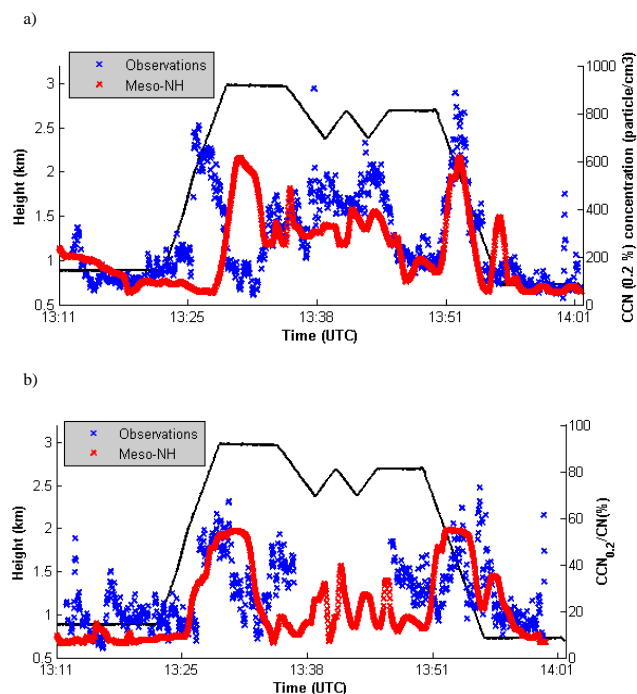 a)
Observations
Meso-NH
3
2.5
2
1.5
1
0.5
Height (km)
1000
800
600
400
200
0
CCN (0.2 %) concentration (particle/cm3)
13:11
13:25
13:38
13:51
14:01
Time (UTC)
b)
Observations
Meso-NH
3
2.5
2
1.5
1
0.5
Height (km)
100
80
60
40
20
0
CCN0.2/CN(%)
13:11
13:25
13:38
13:51
14:01
Time (UTC)